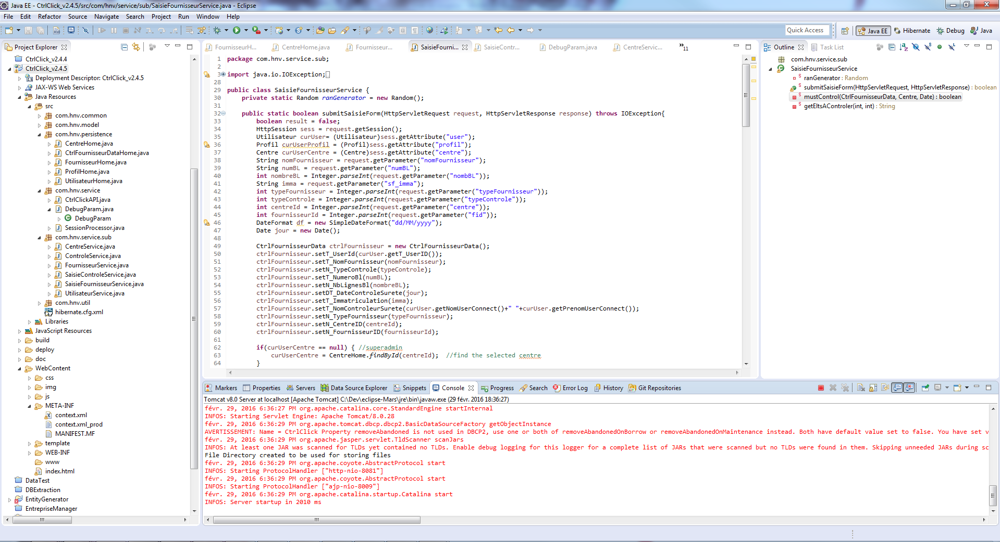 Java EE - CtrlClick_v2.4.5/src/com/hnv/service/sub/SaisieFournisseurService.java - Eclipse
File Edit Refactor Source Navigate Search Project Run Window Help
Quick Access
Java EE
Hibernate
Debug
Java
Project Explorer
CtrlClick_v2.4.4
CtrlClick_v2.4.5
Deployment Descriptor: CtrlClick_v2.4.5
JAX-WS Web Services
Java Resources
src
com.hnv.common
com.hnv.model
com.hnv.persistence
CentreHome.java
CtrlFournisseurDataHome.java
FournisseurHome.java
ProfilHome.java
UtilisateurHome.java
com.hnv.service
CtrlClickAPI.java
DebugParam.java
DebugParam
SessionProcessor.java
com.hnv.service.sub
CentreService.java
ControleService.java
FournisseurService.java
SaisieControleService.java
SaisieFournisseurService.java
UtilisateurService.java
com.hnv.util
hibernate.cfg.xml
Libraries
JavaScript Resources
build
deploy
doc
WebContent
css
img
js
META-INF
context.xml
context.xml_prod
MANIFEST.MF
template
WEB-INF
www
index.html
DataTest
DBExtraction
EntityGenerator
EntrepriseManager
FournisseurH...
CentreHome.java
Fournisseur...
SaisieFourni...
SaisieContr...
DebugParam.java
CentreServic...
»11
1 package com.hnv.service.sub;
2
3 import java.io.IOException;
28
29 public class SaisieFournisseurService {
30 private static Random ranGenerator = new Random();
31
32 public static boolean submitSaisieForm(HttpServletRequest request, HttpServletResponse response) throws IOException{
33 boolean result = false;
34 HttpSession sess = request.getSession();
35 Utilisateur curUser= (Utilisateur)sess.getAttribute("user");
36 Profil curUserProfil = (Profil)sess.getAttribute("profil");
37 Centre curUserCentre = (Centre)sess.getAttribute("centre");
38 String nomFournisseur = request.getParameter("nomFournisseur");
39 String numBL = request.getParameter("numBL");
40 int nombreBL = Integer.parseInt(request.getParameter("nombBL"));
41 String imma = request.getParameter("sf_imma");
42 int typeFournisseur = Integer.parseInt(request.getParameter("typeFournisseur"));
43 int typeControle = Integer.parseInt(request.getParameter("typeControle"));
44 int centreId = Integer.parseInt(request.getParameter("centre"));
45 int fournisseurId = Integer.parseInt(request.getParameter("fid"));
46 DateFormat df = new SimpleDateFormat("dd/MM/yyyy");
47 Date jour = new Date();
48
49 CtrlFournisseurData ctrlFournisseur = new CtrlFournisseurData();
50 ctrlFournisseur.setT_UserId(curUser.getT_UserID());
51 ctrlFournisseur.setT_NomFournisseur(nomFournisseur);
52 ctrlFournisseur.setN_TypeControle(typeControle);
53 ctrlFournisseur.setT_NumeroBl(numBL);
54 ctrlFournisseur.setN_NbLignesBl(nombreBL);
55 ctrlFournisseur.setDT_DateControleSurete(jour);
56 ctrlFournisseur.setT_Immatriculation(imma);
57 ctrlFournisseur.setT_NomControleurSurete(curUser.getNomUserConnect()+" "+curUser.getPrenomUserConnect());
58 ctrlFournisseur.setN_TypeFournisseur(typeFournisseur);
59 ctrlFournisseur.setN_CentreID(centreId);
60 ctrlFournisseur.setN_FournisseurID(fournisseurId);
61
62 if(curUserCentre == null) { //superadmin
63 curUserCentre = CentreHome.findById(centreId); //find the selected centre
64 }
Outline
Task List
com.hnv.service.sub
SaisieFournisseurService
ranGenerator : Random
submitSaisieForm(HttpServletRequest, HttpServletResponse) : boolean
mustControl(CtrlFournisseurData, Centre, Date) : boolean
getEltsAControler(int, int) : String
Markers Properties Servers Data Source Explorer Snippets Console Progress Search Error Log History Git Repositories
Tomcat v8.0 Server at localhost [Apache Tomcat] C:\Dev\eclipse-Mars\jre\bin\javaw.exe (29 févr. 2016 18:36:27)
févr. 29, 2016 6:36:27 PM org.apache.catalina.core.StandardEngine startInternal
INFOS: Starting Servlet Engine: Apache Tomcat/8.0.28
févr. 29, 2016 6:36:29 PM org.apache.tomcat.dbcp.dbcp2.BasicDataSourceFactory getObjectInstance
AVERTISSEMENT: Name = CtrlClick Property removeAbandoned is not used in DBCP2, use one or both of removeAbandonedOnBorrow or removeAbandonedOnMaintenance instead. Both have default value set to false. You have set v
févr. 29, 2016 6:36:29 PM org.apache.jasper.servlet.TldScanner scanJars
INFOS: At least one JAR was scanned for TLDs yet contained no TLDs. Enable debug logging for this logger for a complete list of JARs that were scanned but no TLDs were found in them. Skipping unneeded JARs during sc
File Directory created to be used for storing files
févr. 29, 2016 6:36:29 PM org.apache.coyote.AbstractProtocol start
INFOS: Starting ProtocolHandler ["http-nio-8081"]
févr. 29, 2016 6:36:29 PM org.apache.coyote.AbstractProtocol start
INFOS: Starting ProtocolHandler ["ajp-nio-8009"]
févr. 29, 2016 6:36:29 PM org.apache.catalina.startup.Catalina start
INFOS: Server startup in 2010 ms